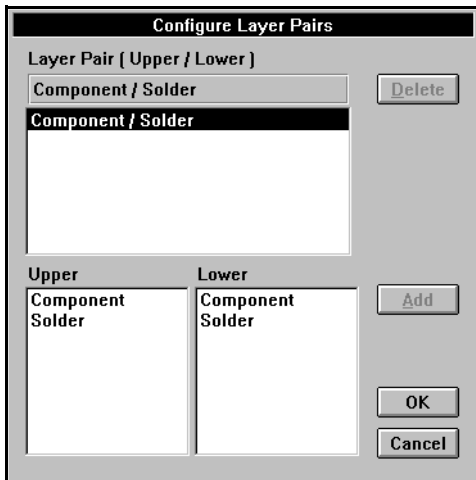 Configure Layer Pairs
Layer Pair ( Upper / Lower )
Component / Solder
Delete
Component / Solder
Upper
Lower
Component
Solder
Component
Solder
Add
OK
Cancel